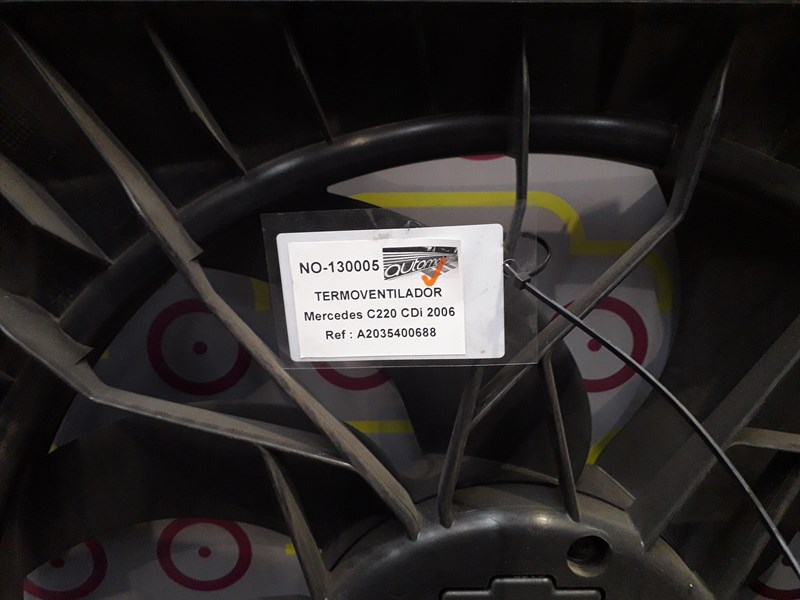 NO-130005
TERMOVENTILADOR
Mercedes C220 CDi 2006
Ref : A2035400688